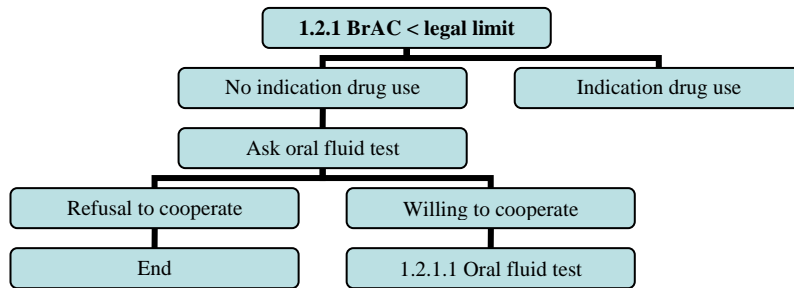 1.2.1 BrAC < legal limit
No indication drug use
Indication drug use
Ask oral fluid test
Refusal to cooperate
Willing to cooperate
End
1.2.1.1 Oral fluid test